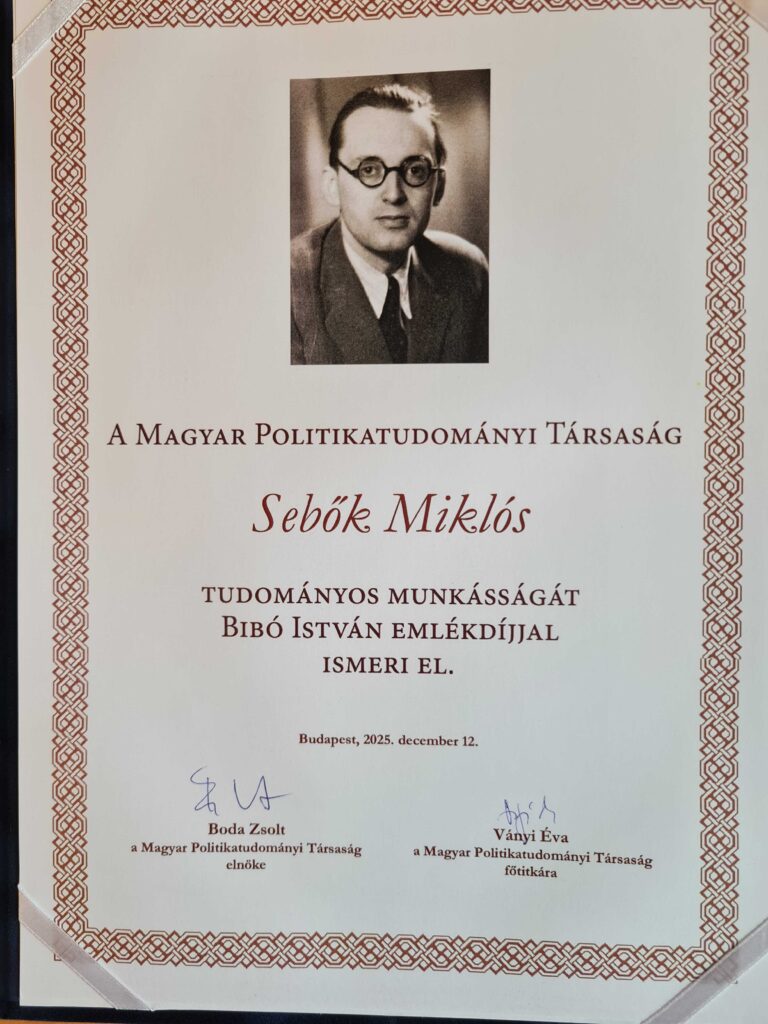 A Magyar Politikatudományi Társaság
Sebők Miklós
tudományos munkásságát
Bibó István emlékdíjjal
ismeri el.
Budapest, 2025. december 12.
Boda Zsolt
a Magyar Politikatudományi Társaság
elnöke
Ványi Éva
a Magyar Politikatudományi Társaság
főtitkára